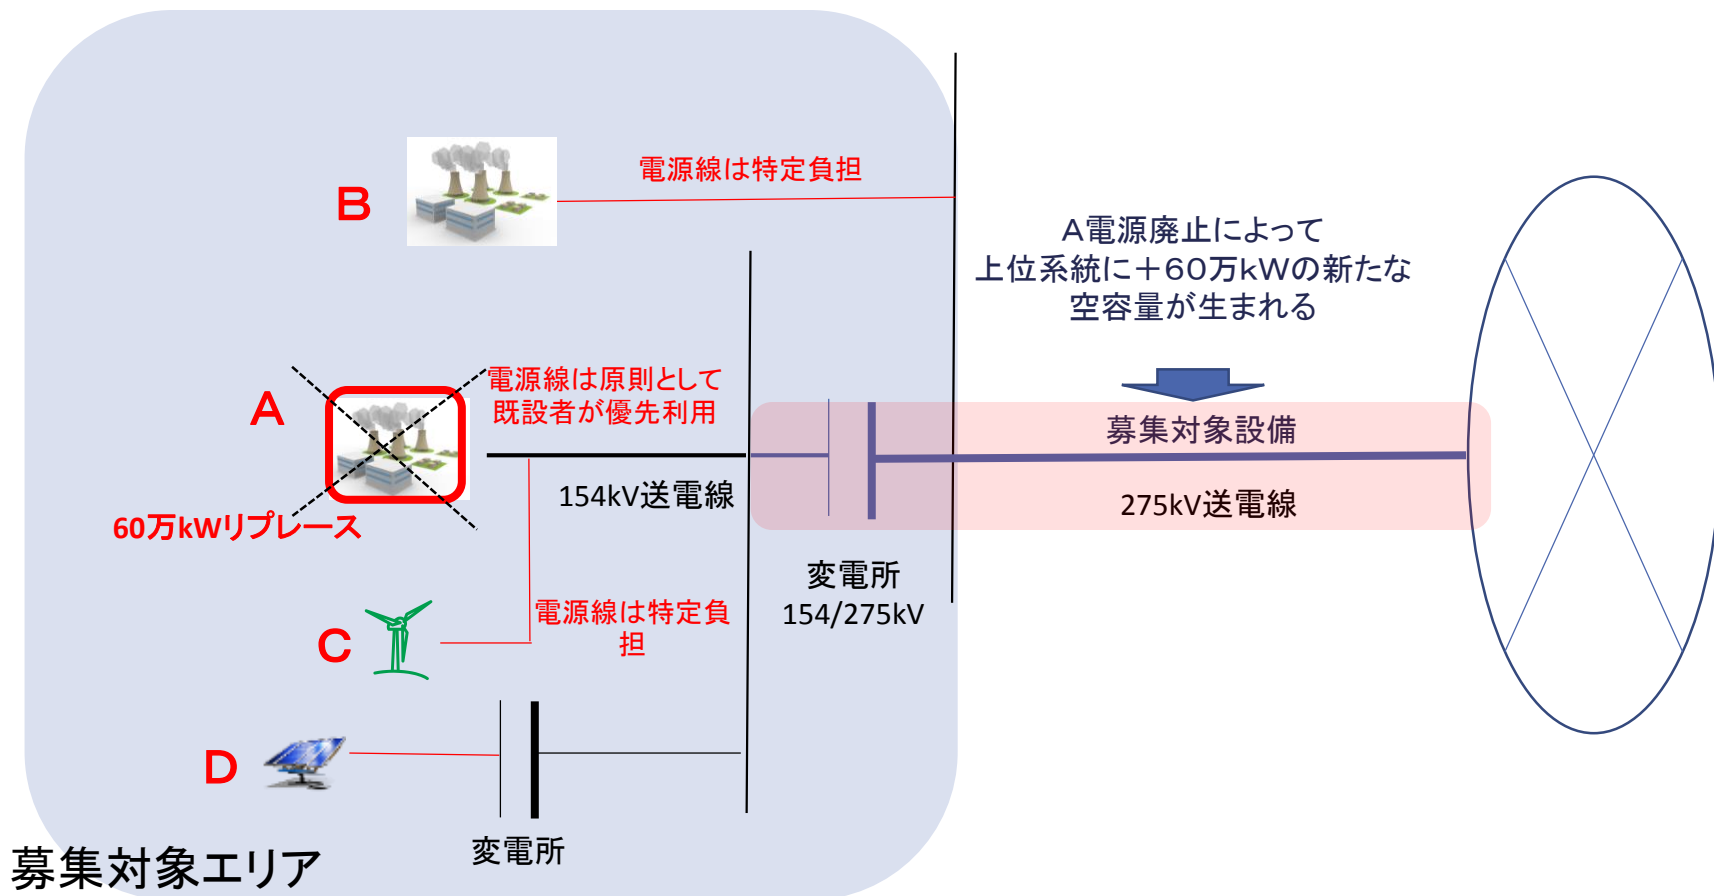 電源線は特定負担
B
A電源廃止によって
上位系統に+60万kWの新たな
空容量が生まれる
電源線は原則として
既設者が優先利用
A
募集対象設備
154kV送電線
275kV送電線
60万kWリプレース
変電所
154/275kV
電源線は特定負
担
C
D
変電所
募集対象エリア